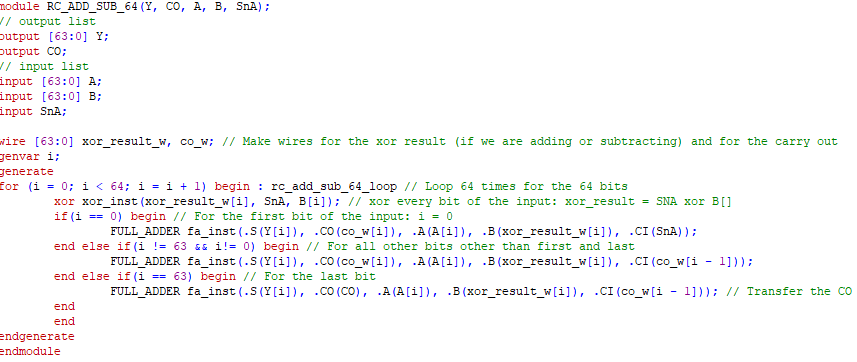 module RC_ADD_SUB_64(Y, CO, A, B, SnA);
// output list
output [63:0] Y;
output CO;
// input list
input [63:0] A;
input [63:0] B;
input SnA;
wire [63:0] xor_result_w, co_w; // Make wires for the xor result (if we are adding or subtracting) and for the carry out
genvar i;
generate
for (i = 0; i < 64; i = i + 1) begin : rc_add_sub_64_loop // Loop 64 times for the 64 bits
xor xor_inst(xor_result_w[i], SnA, B[i]); // xor every bit of the input: xor_result = SNA xor B[]
if(i == 0) begin // For the first bit of the input: i = 0
FULL_ADDER fa_inst(.S(Y[i]), .CO(co_w[i]), .A(A[i]), .B(xor_result_w[i]), .CI(SnA));
end else if(i != 63 && i!= 0) begin // For all other bits other than first and last
FULL_ADDER fa_inst(.S(Y[i]), .CO(co_w[i]), .A(A[i]), .B(xor_result_w[i]), .CI(co_w[i - 1]));
end else if(i == 63) begin // For the last bit
FULL_ADDER fa_inst(.S(Y[i]), .CO(CO), .A(A[i]), .B(xor_result_w[i]), .CI(co_w[i - 1])); // Transfer the CO
end
end
endgenerate
endmodule